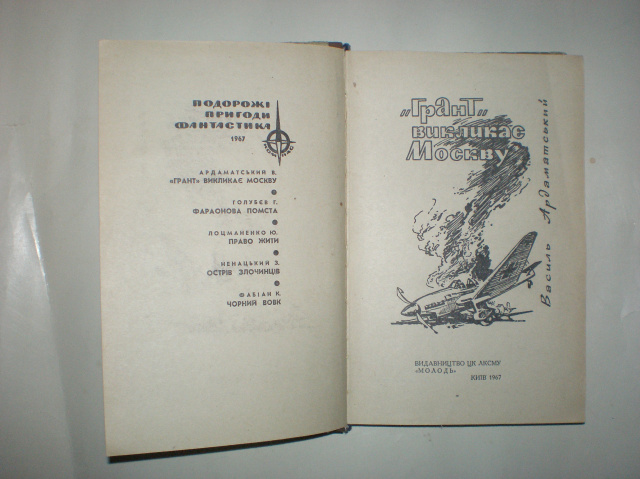 ПОДОРОЖІ
ПРИГОДИ
ФАНТАСТИКА
1967
АРДАМАТСЬКИЙ В.
«ГРАНТ» ВИКЛИКАЄ МОСКВУ
ГОЛУБЄВ Г.
ФАРАОНОВА ПОМСТА
ЛОЦМАНЕНКО Ю.
ПРАВО ЖИТИ
НЕНАЦЬКИЙ З.
ОСТРІВ ЗЛОЧИНЦІВ
ФАБІАН К.
ЧОРНИЙ ВОВК
„Грант"
викликає
Москву
Василь Ардаматський
ВИДАВНИЦТВО ЦК ЛКСМУ
«МОЛОДЬ»
КИЇВ 1967